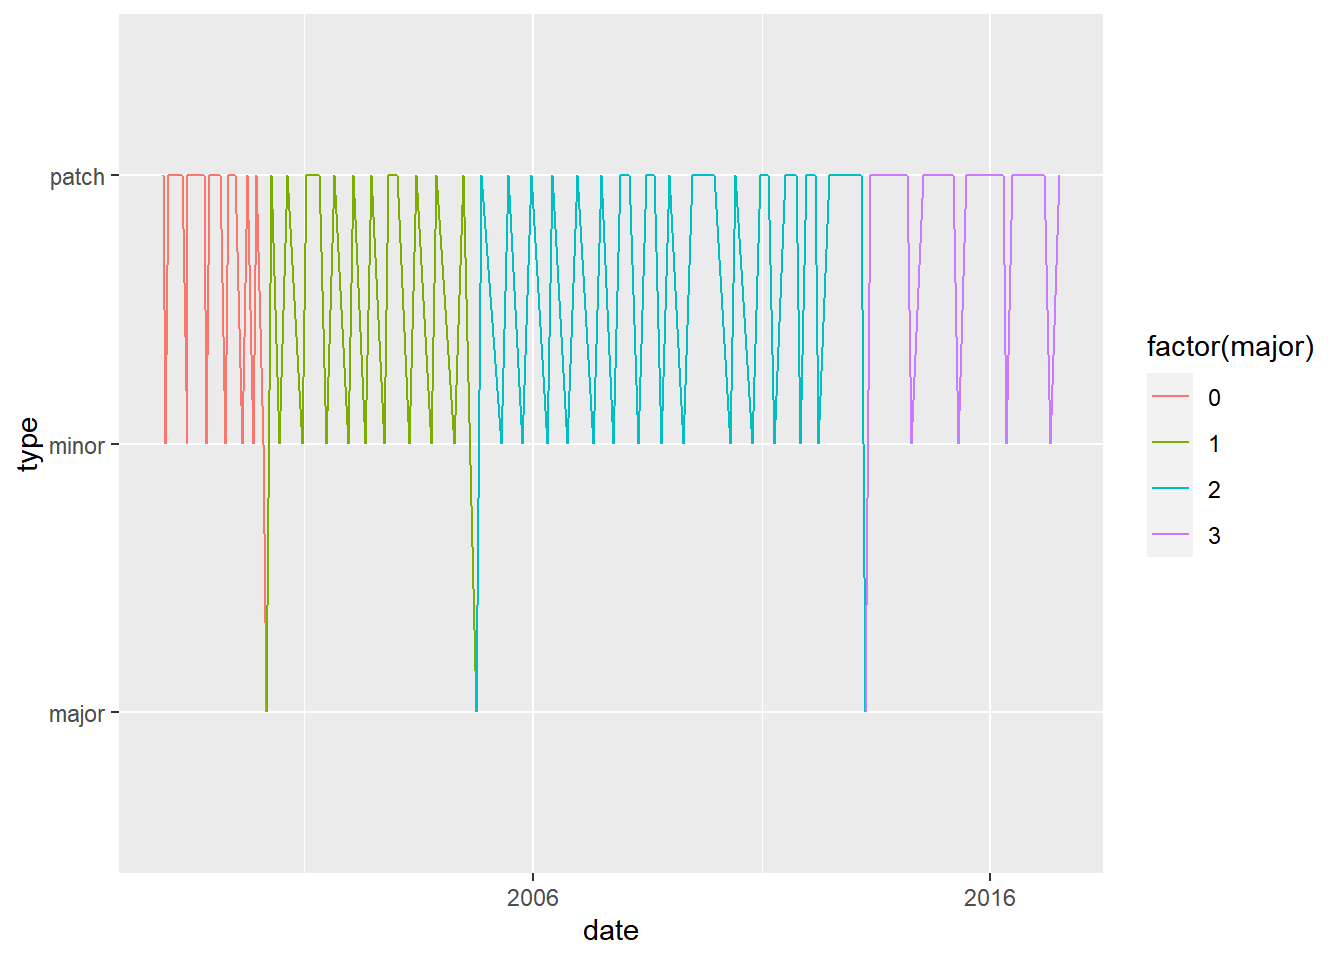 patch
minor
major
type
2006
2016
date
factor(major)
0
1
2
3